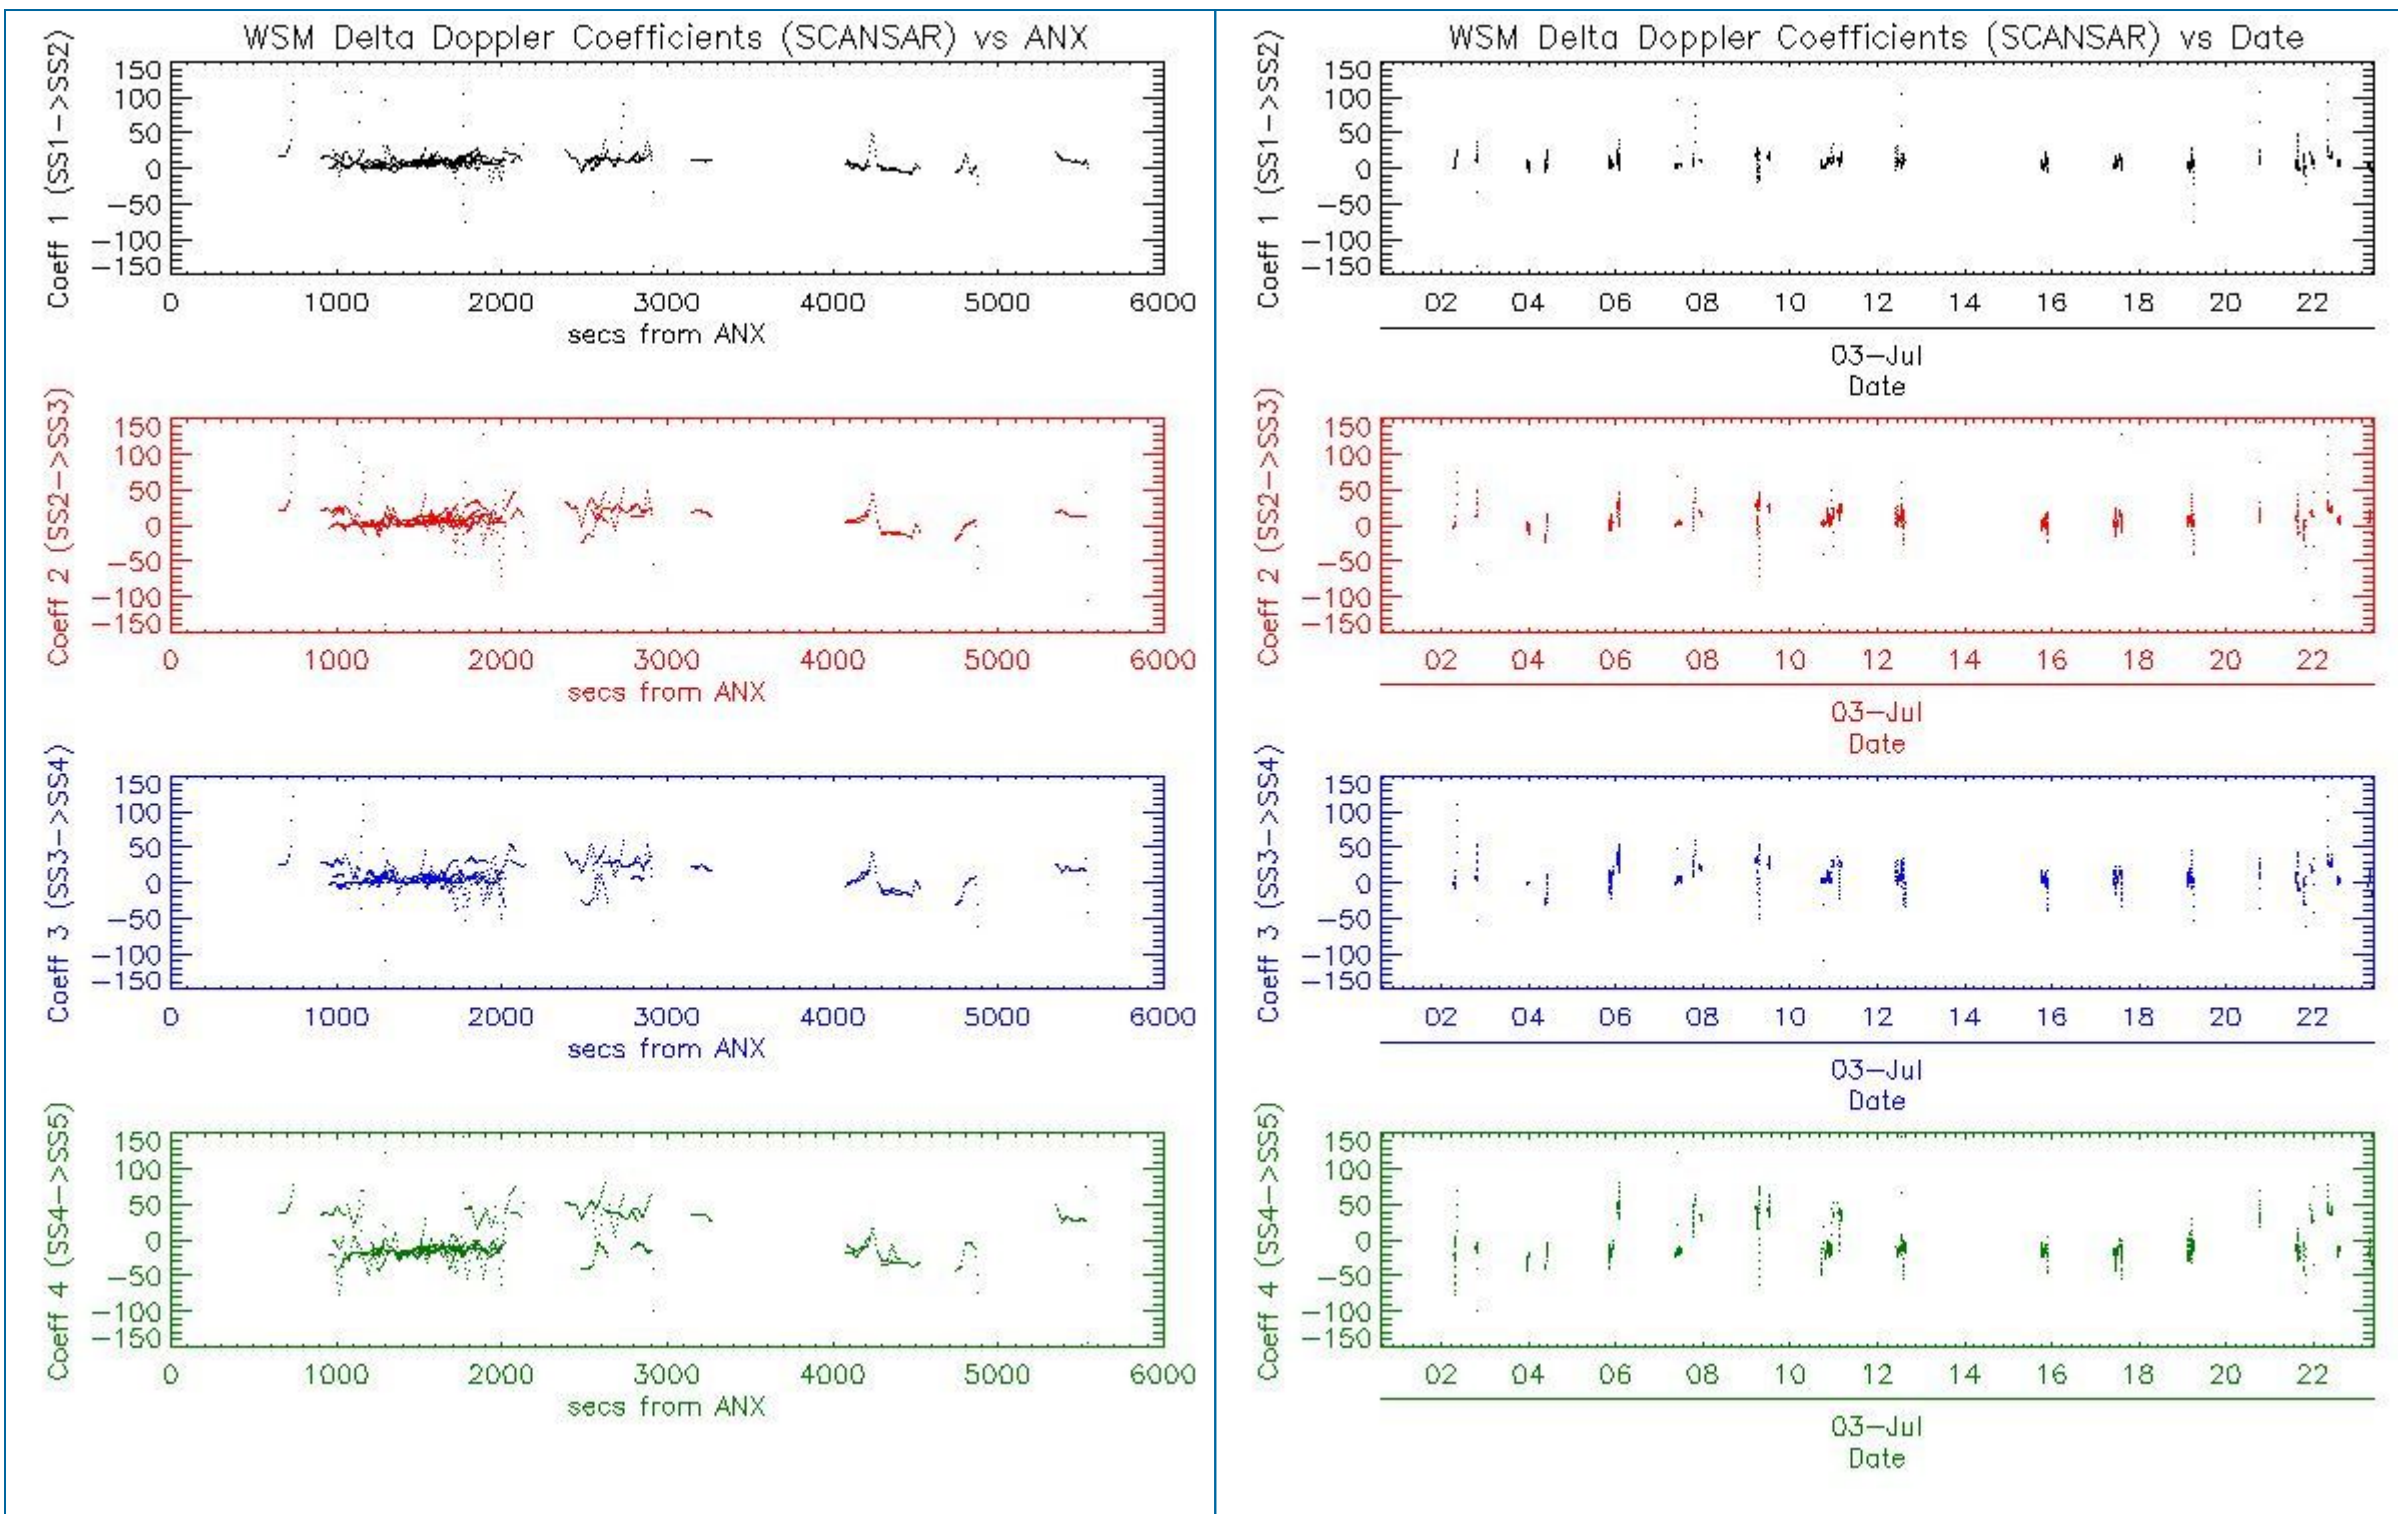 WSM Delta Doppler Coefficients (SCANSAR) vs ANX
Coeff 1 (SS1->SS2)
150
100
50
0
-50
-100
-150
0 1000 2000 3000 4000 5000 6000
secs from ANX
Coeff 2 (SS2->SS3)
150
100
50
0
-50
-100
-150
0 1000 2000 3000 4000 5000 6000
secs from ANX
Coeff 3 (SS3->SS4)
150
100
50
0
-50
-100
-150
0 1000 2000 3000 4000 5000 6000
secs from ANX
Coeff 4 (SS4->SS5)
150
100
50
0
-50
-100
-150
0 1000 2000 3000 4000 5000 6000
secs from ANX
WSM Delta Doppler Coefficients (SCANSAR) vs Date
Coeff 1 (SS1->SS2)
150
100
50
0
-50
-100
-150
02 04 06 08 10 12 14 16 18 20 22
03-Jul
Date
Coeff 2 (SS2->SS3)
150
100
50
0
-50
-100
-150
02 04 06 08 10 12 14 16 18 20 22
03-Jul
Date
Coeff 3 (SS3->SS4)
150
100
50
0
-50
-100
-150
02 04 06 08 10 12 14 16 18 20 22
03-Jul
Date
Coeff 4 (SS4->SS5)
150
100
50
0
-50
-100
-150
02 04 06 08 10 12 14 16 18 20 22
03-Jul
Date